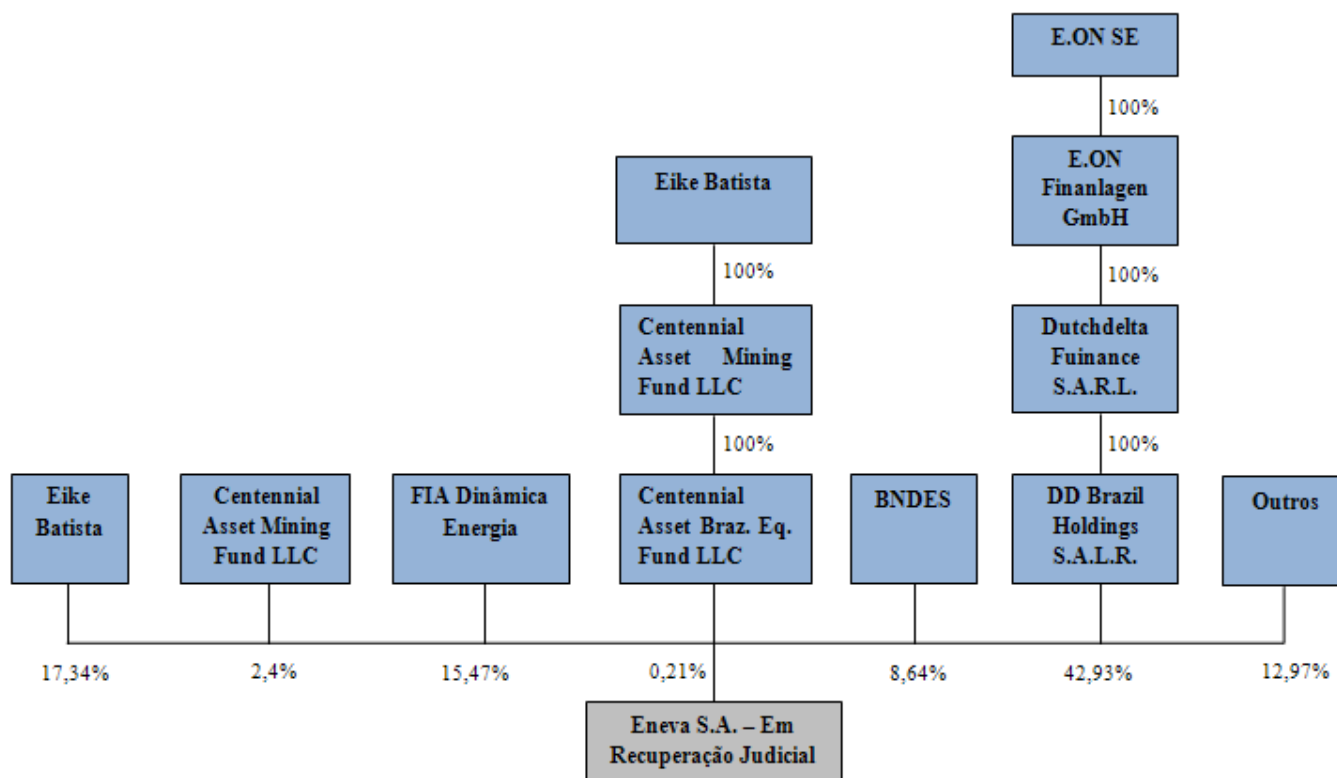 E.ON SE
100%
E.ON
Finanlagen
GmbH
Eike Batista
100%
100%
Centennial
Asset Mining
Fund LLC
Dutchdelta
Fuinance
S.A.R.L.
100%
100%
Eike
Batista
Centennial
Asset Mining
Fund LLC
FIA Dinâmica
Energia
Centennial
Asset Braz. Eq.
Fund LLC
BNDES
DD Brazil
Holdings
S.A.L.R.
Outros
17,34%
2,4%
15,47%
0,21%
8,64%
42,93%
12,97%
Eneva S.A. – Em
Recuperação Judicial